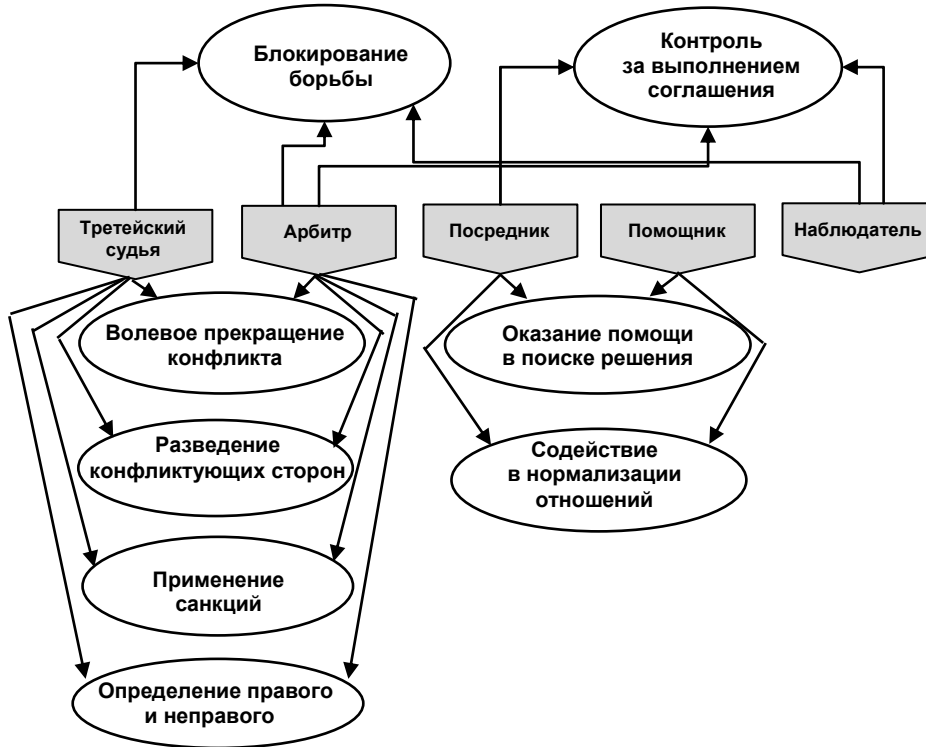 Блокирование
борьбы
Контроль
за выполнением
соглашения
Третейский
судья
Арбитр
Посредник
Помощник
Наблюдатель
Волевое прекращение
конфликта
Оказание помощи
в поиске решения
Разведение
конфликтующих сторон
Содействие
в нормализации
отношений
Применение
санкций
Определение правого
и неправого